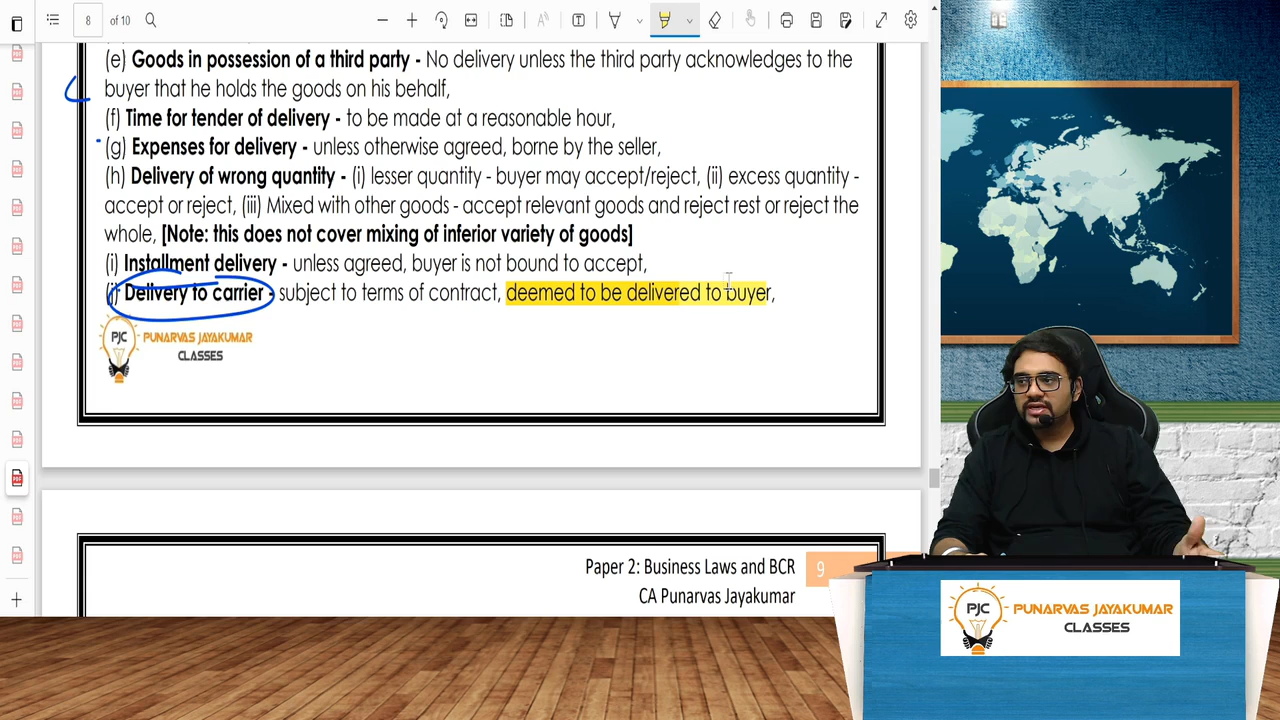 8 of 10
(e) Goods in possession of a third party - No delivery unless the third party acknowledges to the
buyer that he holds the goods on his behalf,
(f) Time for tender of delivery - to be made at a reasonable hour,
(g) Expenses for delivery - unless otherwise agreed, borne by the seller,
(h) Delivery of wrong quantity - (i) lesser quantity - buyer may accept/reject, (ii) excess quantity -
accept or reject, (iii) Mixed with other goods - accept relevant goods and reject rest or reject the
whole, [Note: this does not cover mixing of inferior variety of goods]
(i) Installment delivery - unless agreed, buyer is not bound to accept,
(j) Delivery to carrier - subject to terms of contract, deemed to be delivered to buyer,
PJC PUNARVAS JAYAKUMAR
CLASSES
Paper 2: Business Laws and BCR 9
CA Punarvas Jayakumar
PJC PUNARVAS JAYAKUMAR
CLASSES